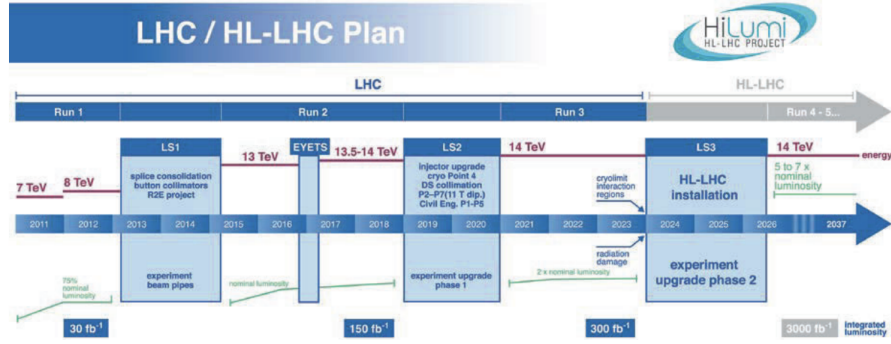 LHC / HL-LHC Plan
HiLumi
HL-LHC PROJECT
LHC
HL-LHC
Run 1
Run 2
Run 3
Run 4 - 5...
LS1
EYETS
LS2
LS3
7 TeV
8 TeV
13 TeV
13.5-14 TeV
14 TeV
14 TeV
energy
splice consolidation
button collimators
R2E project
injector upgrade
cryo Point 4
DS collimation
P2-P7(11 T dip.)
Civil Eng. P1-P5
cryolimit
interaction
regions
HL-LHC
installation
5 to 7 x
nominal
luminosity
2011 2012 2013 2014 2015 2016 2017 2018 2019 2020 2021 2022 2023 2024 2025 2026 2037
75%
nominal
luminosity
experiment
beam pipes
nominal luminosity
experiment upgrade
phase 1
2 x nominal luminosity
radiation
damage
experiment
upgrade phase 2
30 fb⁻¹
150 fb⁻¹
300 fb⁻¹
3000 fb⁻¹
integrated
luminosity